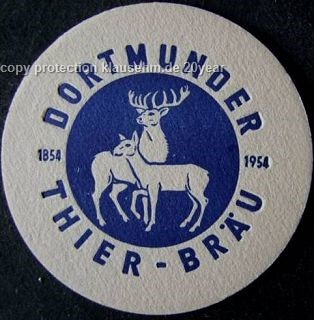 copy protection klausehm.de 20year
DORTMUNDER
1854 1954
THIER-BRÄU